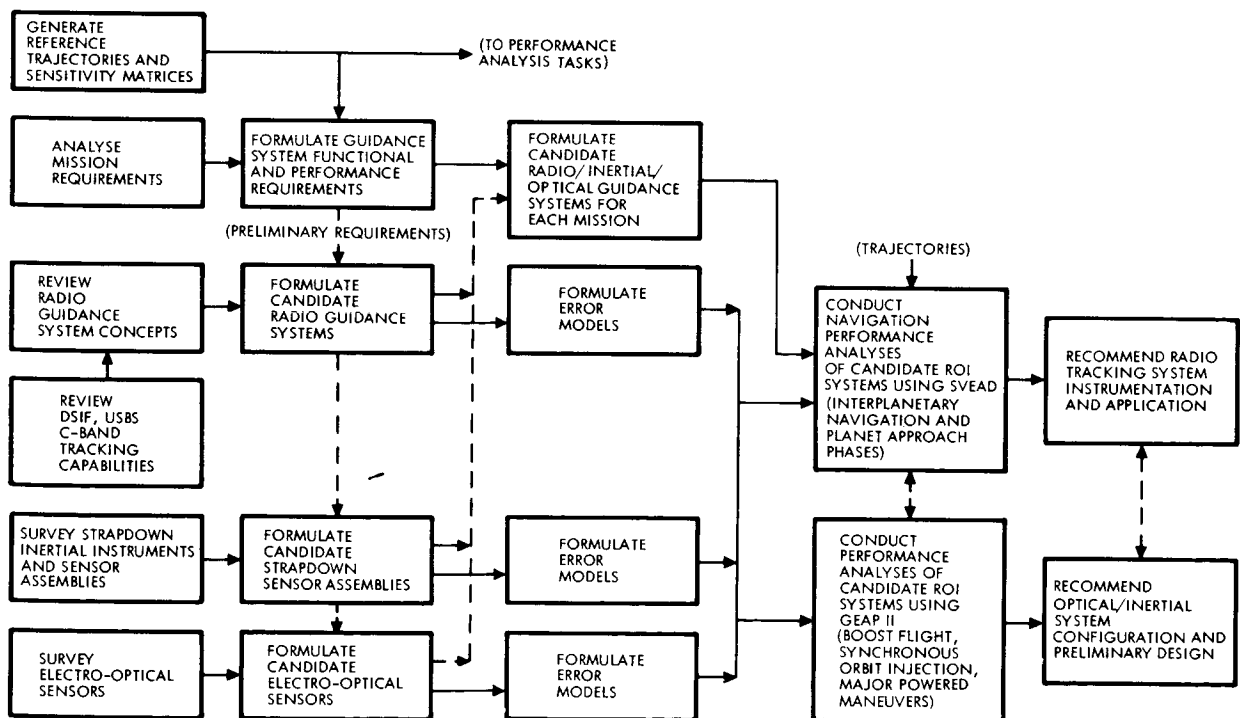 GENERATE
REFERENCE
TRAJECTORIES AND
SENSITIVITY MATRICES
(TO PERFORMANCE
ANALYSIS TASKS)
ANALYSE
MISSION
REQUIREMENTS
FORMULATE GUIDANCE
SYSTEM FUNCTIONAL
AND PERFORMANCE
REQUIREMENTS
FORMULATE
CANDIDATE
RADIO/INERTIAL/
OPTICAL GUIDANCE
SYSTEMS FOR
EACH MISSION
(PRELIMINARY REQUIREMENTS)
REVIEW
RADIO
GUIDANCE
SYSTEM CONCEPTS
FORMULATE
CANDIDATE
RADIO GUIDANCE
SYSTEMS
FORMULATE
ERROR
MODELS
(TRAJECTORIES)
CONDUCT
NAVIGATION
PERFORMANCE
ANALYSES
OF CANDIDATE ROI
SYSTEMS USING SVEAD
(INTERPLANETARY
NAVIGATION AND
PLANET APPROACH
PHASES)
RECOMMEND RADIO
TRACKING SYSTEM
INSTRUMENTATION
AND APPLICATION
REVIEW
DSIF, USBS
C-BAND
TRACKING
CAPABILITIES
SURVEY STRAPDOWN
INERTIAL INSTRUMENTS
AND SENSOR
ASSEMBLIES
FORMULATE
CANDIDATE
STRAPDOWN
SENSOR ASSEMBLIES
FORMULATE
ERROR
MODELS
CONDUCT
PERFORMANCE
ANALYSES OF
CANDIDATE ROI
SYSTEMS USING
GEAP II
(BOOST FLIGHT,
SYNCHRONOUS
ORBIT INJECTION,
MAJOR POWERED
MANEUVERS)
RECOMMEND
OPTICAL/INERTIAL
SYSTEM
CONFIGURATION AND
PRELIMINARY DESIGN
SURVEY
ELECTRO-OPTICAL
SENSORS
FORMULATE
CANDIDATE
ELECTRO-OPTICAL
SENSORS
FORMULATE
ERROR
MODELS